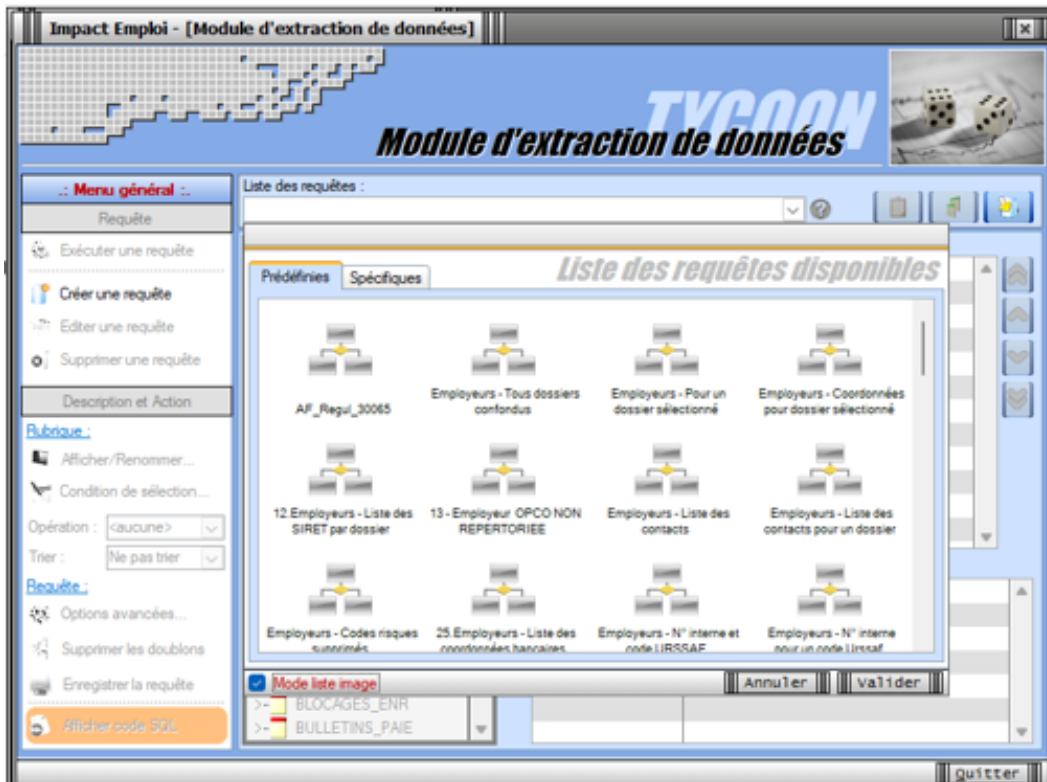 Impact Emploi - [Module d'extraction de données]
TYCOON
Module d'extraction de données
.: Menu général :.
Requête
Exécuter une requête
Créer une requête
Editer une requête
Supprimer une requête
Description et Action
Rubrique :
Afficher/Renommer...
Condition de sélection...
Opération : <aucune>
Trier : Ne pas trier
Requête :
Options avancées...
Supprimer les doublons
Enregistrer la requête
Afficher code SQL
Liste des requêtes :
Liste des requêtes disponibles
Prédéfinies Spécifiques
AF_Regul_30065
Employeurs - Tous dossiers
confondus
Employeurs - Pour un
dossier sélectionné
Employeurs - Coordonnées
pour dossier sélectionné
12.Employeurs - Liste des
SIRET par dossier
13 - Employeur OPCO NON
REPERTORIEE
Employeurs - Liste des
contacts
Employeurs - Liste des
contacts pour un dossier
Employeurs - Codes risques
supprimés
25.Employeurs - Liste des
coordonnées bancaires
Employeurs - N° interne et
code URSSAF
Employeurs - N° interne
pour un code Urssaf
Mode liste image
Annuler
valider
BLOCAGES_ENR
BULLETINS_PAIE
quitter